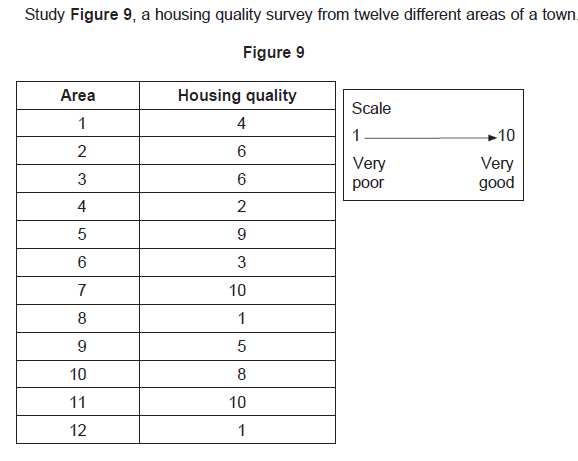 Study Figure 9, a housing quality survey from twelve different areas of a town.
Figure 9
Area Housing quality
1 4
2 6
3 6
4 2
5 9
6 3
7 10
8 1
9 5
10 8
11 10
12 1
Scale
1 10
Very poor Very good